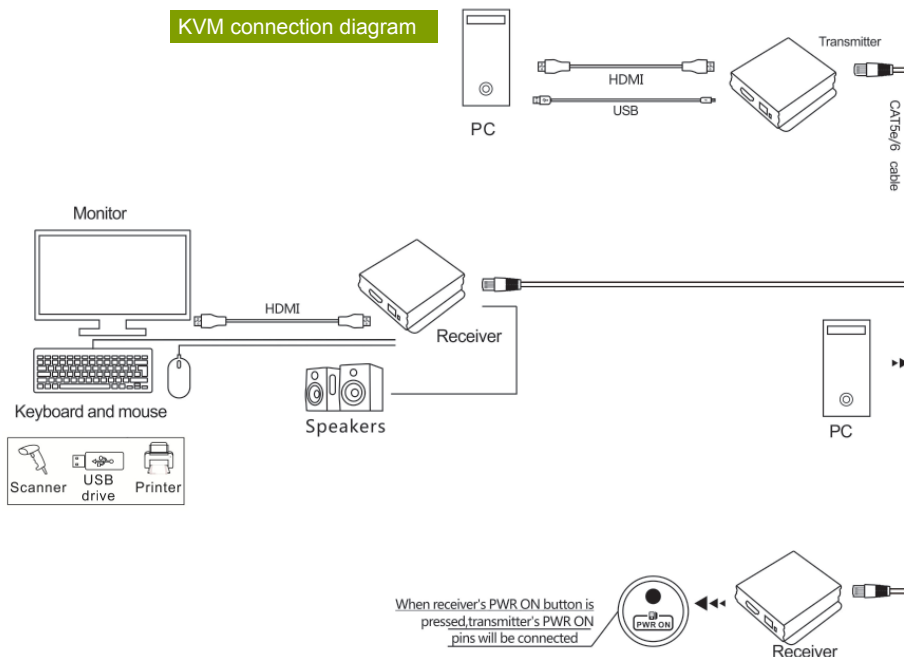 KVM connection diagram
Transmitter
HDMI
USB
PC
CAT5e/6 cable
Monitor
HDMI
Receiver
Keyboard and mouse
Speakers
PC
Scanner
USB
drive
Printer
When receiver's PWR ON button is
pressed,transmitter's PWR ON
pins will be connected
PWR ON
Receiver